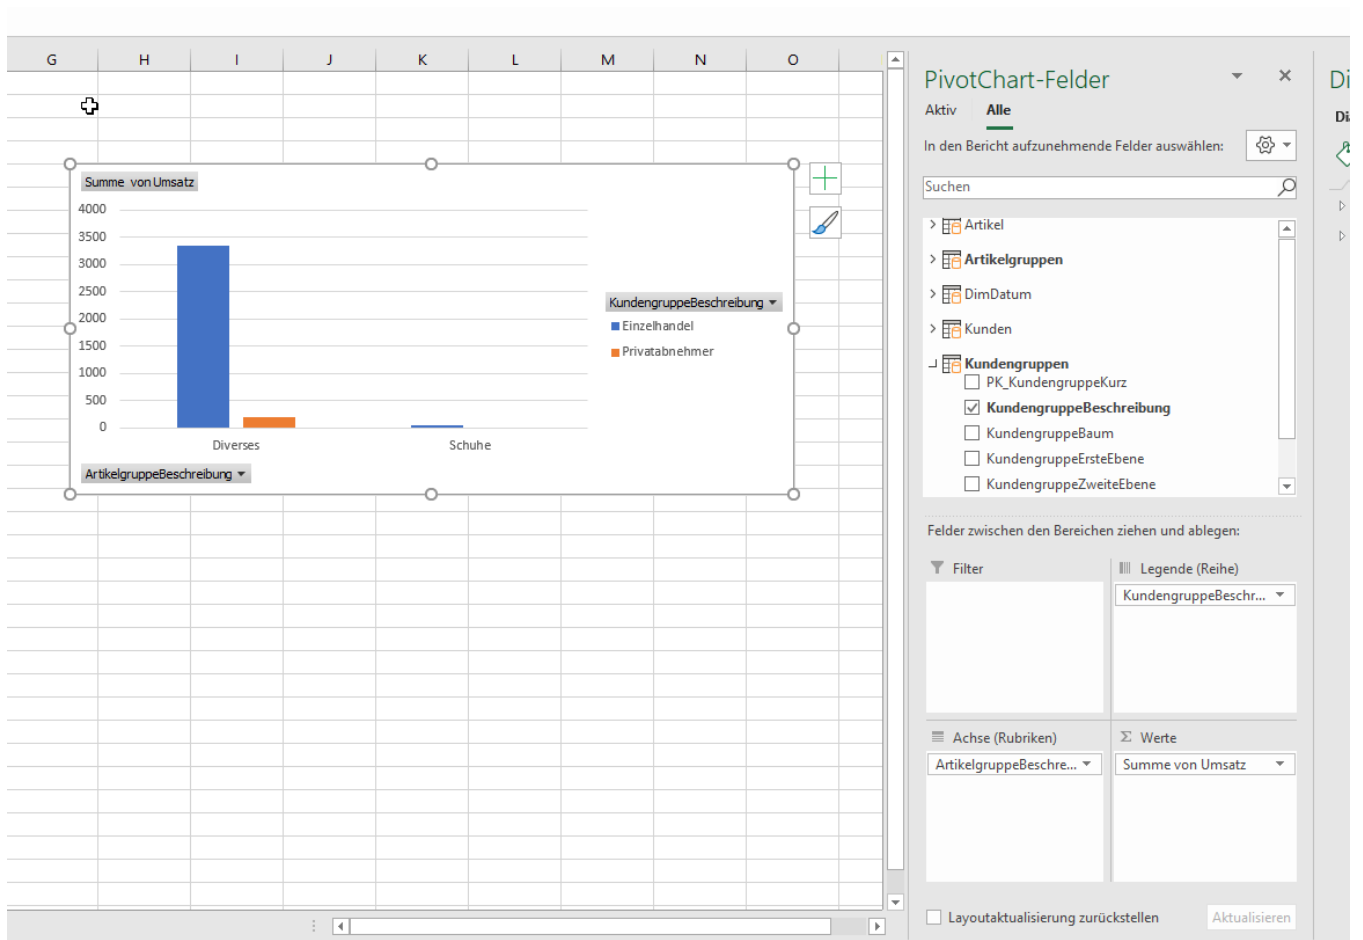 G H I J K L M N O
Summe von Umsatz
4000
3500
3000
2500
2000
1500
1000
500
0
Diverses Schuhe
ArtikelgruppeBeschreibung
KundengruppeBeschreibung
Einzelhandel
Privatabnehmer
PivotChart-Felder
Aktiv Alle
In den Bericht aufzunehmende Felder auswählen:
Suchen
Artikel
Artikelgruppen
DimDatum
Kunden
Kundengruppen
PK_KundengruppeKurz
KundengruppeBeschreibung
KundengruppeBaum
KundengruppeErsteEbene
KundengruppeZweiteEbene
Felder zwischen den Bereichen ziehen und ablegen:
Filter
Legende (Reihe)
KundengruppeBeschr...
Achse (Rubriken)
ArtikelgruppeBeschre...
Σ Werte
Summe von Umsatz
Layoutaktualisierung zurückstellen
Aktualisieren